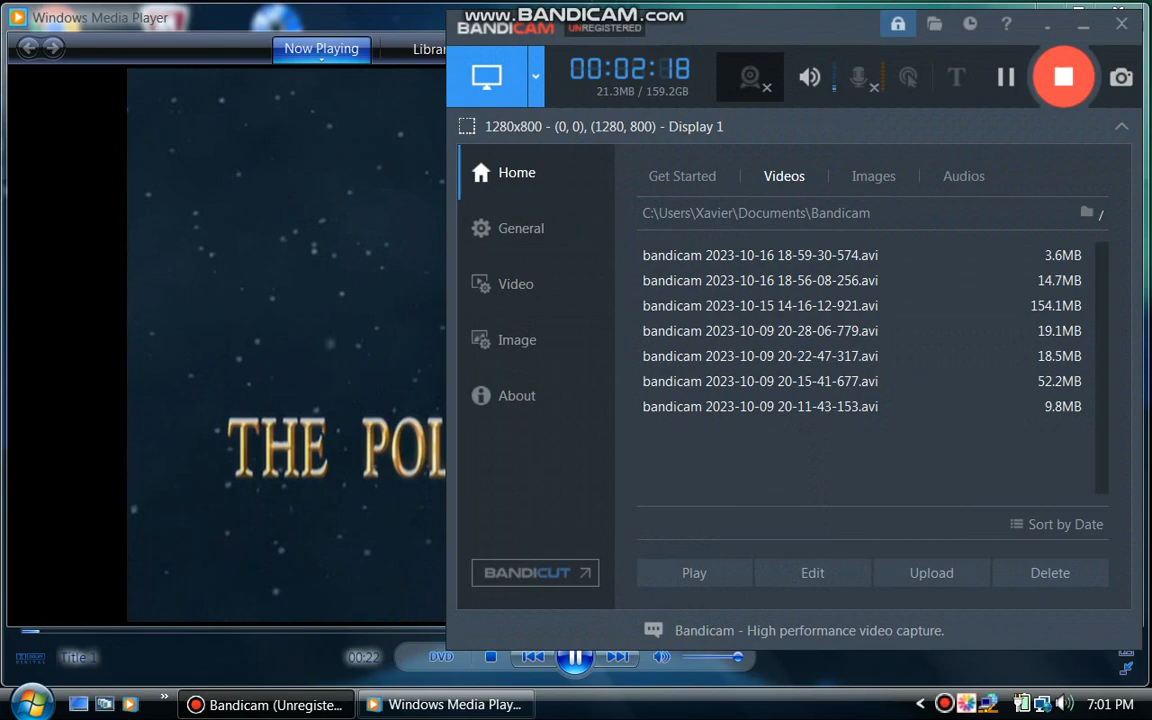 Windows Media Player
Now Playing
Librar
THE POL
Title 1
00:22
DVD
www.BANDICAM.com
BANDICAM UNREGISTERED
00:02:18
21.3MB / 159.2GB
1280x800 - (0, 0), (1280, 800) - Display 1
Home
General
Video
Image
About
BANDICUT
Get Started
Videos
Images
Audios
C:\Users\Xavier\Documents\Bandicam
/
bandicam 2023-10-16 18-59-30-574.avi 3.6MB
bandicam 2023-10-16 18-56-08-256.avi 14.7MB
bandicam 2023-10-15 14-16-12-921.avi 154.1MB
bandicam 2023-10-09 20-28-06-779.avi 19.1MB
bandicam 2023-10-09 20-22-47-317.avi 18.5MB
bandicam 2023-10-09 20-15-41-677.avi 52.2MB
bandicam 2023-10-09 20-11-43-153.avi 9.8MB
Sort by Date
Play
Edit
Upload
Delete
Bandicam - High performance video capture.
Bandicam (Unregiste...
Windows Media Play...
7:01 PM